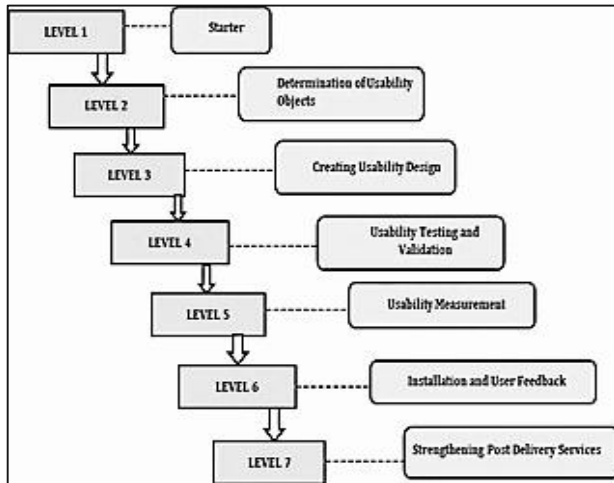 LEVEL 1
Starter
LEVEL 2
Determination of Usability
Objects
LEVEL 3
Creating Usability Design
LEVEL 4
Usability Testing and
Validation
LEVEL 5
Usability Measurement
LEVEL 6
Installation and User Feedback
LEVEL 7
Strengthening Post Delivery Services